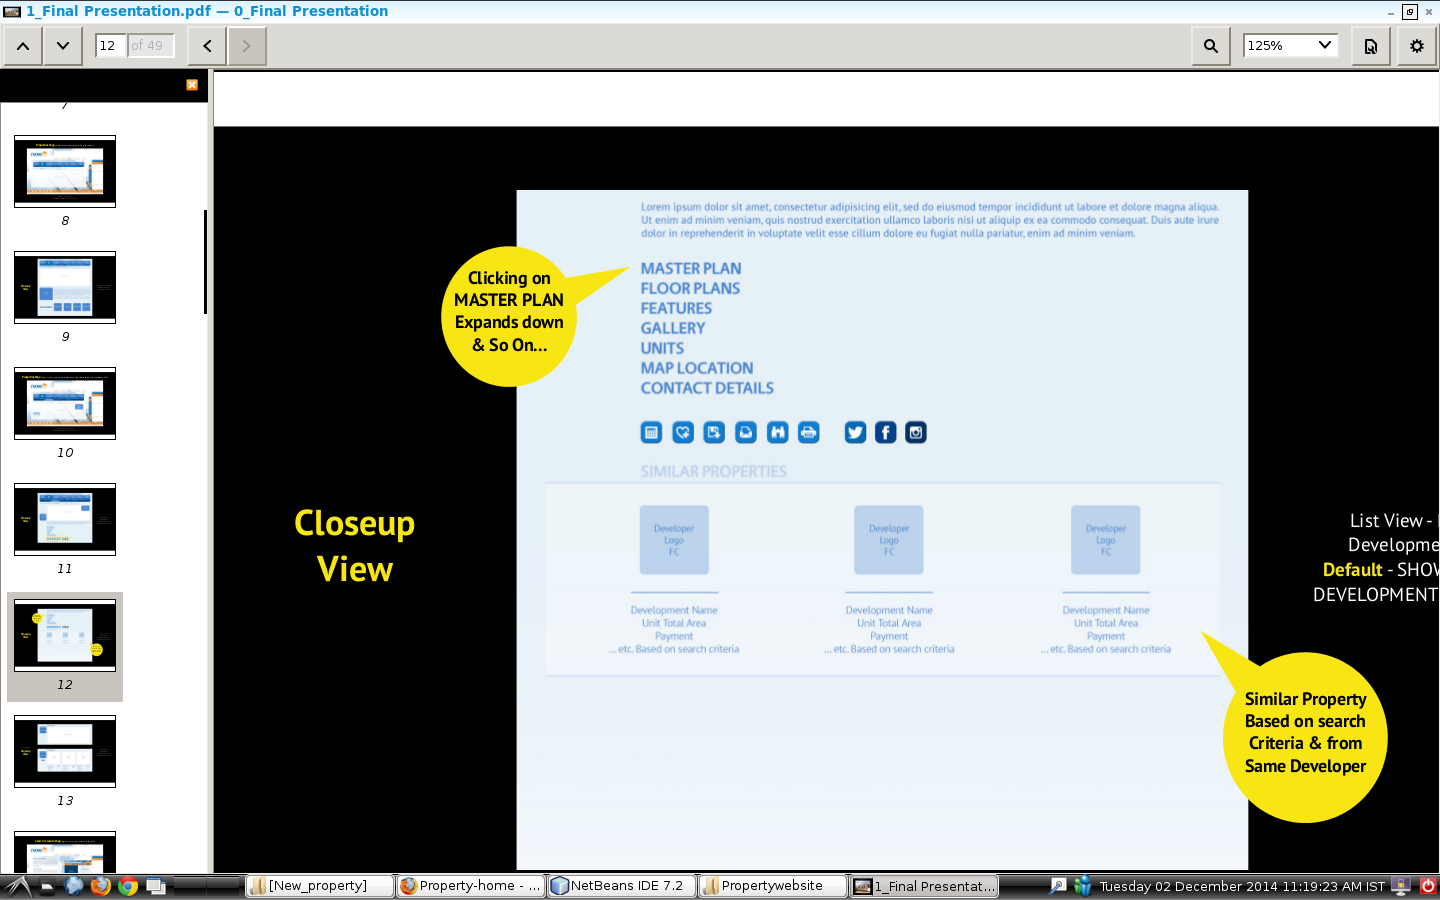 1_Final Presentation.pdf — 0_Final Presentation
12 of 49
125%
7
8
9
10
11
12
13
Lorem ipsum dolor sit amet, consectetur adipisicing elit, sed do eiusmod tempor incididunt ut labore et dolore magna aliqua.
Ut enim ad minim veniam, quis nostrud exercitation ullamco laboris nisi ut aliquip ex ea commodo consequat. Duis aute irure
dolor in reprehenderit in voluptate velit esse cillum dolore eu fugiat nulla pariatur, enim ad minim veniam.
Clicking on
MASTER PLAN
Expands down
& So On...
MASTER PLAN
FLOOR PLANS
FEATURES
GALLERY
UNITS
MAP LOCATION
CONTACT DETAILS
SIMILAR PROPERTIES
Closeup
View
Developer
Logo
FC
Development Name
Unit Total Area
Payment
... etc. Based on search criteria
Developer
Logo
FC
Development Name
Unit Total Area
Payment
... etc. Based on search criteria
Developer
Logo
FC
Development Name
Unit Total Area
Payment
... etc. Based on search criteria
List View -
Developme
Default - SHOW
DEVELOPMENT
Similar Property
Based on search
Criteria & from
Same Developer
[New_property]
Property-home - ...
NetBeans IDE 7.2
Propertywebsite
1_Final Presentat...
Tuesday 02 December 2014 11:19:23 AM IST